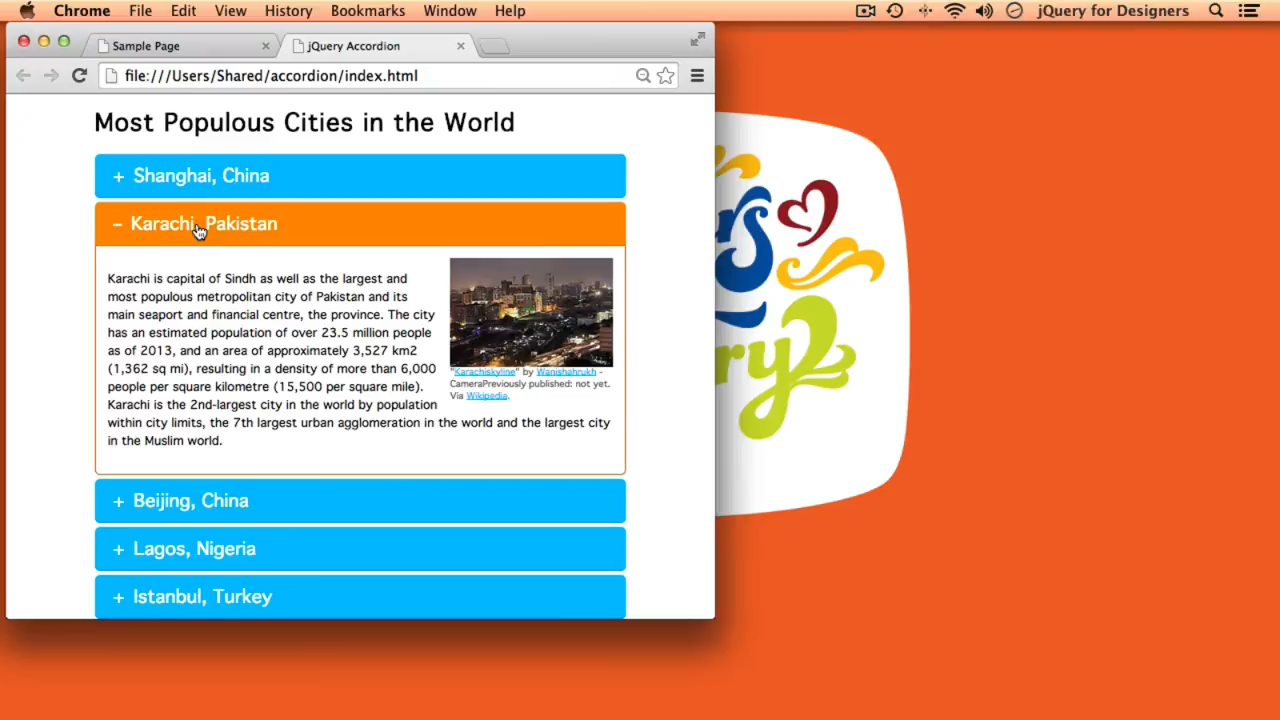 Chrome File Edit View History Bookmarks Window Help jQuery for Designers
Sample Page jQuery Accordion
file:///Users/Shared/accordion/index.html
Most Populous Cities in the World
+ Shanghai, China
– Karachi, Pakistan
Karachi is capital of Sindh as well as the largest and
most populous metropolitan city of Pakistan and its
main seaport and financial centre, the province. The city
has an estimated population of over 23.5 million people
as of 2013, and an area of approximately 3,527 km2
(1,362 sq mi), resulting in a density of more than 6,000
people per square kilometre (15,500 per square mile).
Karachi is the 2nd-largest city in the world by population
within city limits, the 7th largest urban agglomeration in the world and the largest city
in the Muslim world.
"Karachiskyline" by Wanishahrukh -
CameraPreviously published: not yet.
Via Wikipedia.
+ Beijing, China
+ Lagos, Nigeria
+ Istanbul, Turkey